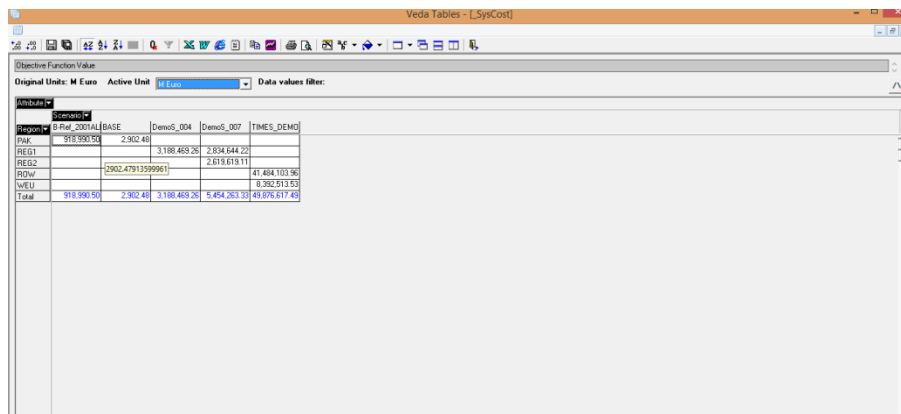 Veda Tables - [_SysCost]
Objective Function Value
Original Units: M Euro Active Unit M Euro Data values filter:
Attribute
Scenario
Region B-Ref_2001ALI BASE DemoS_004 DemoS_007 TIMES_DEMO
PAK 918,990.50 2,902.48
REG1 3,188,469.26 2,834,644.22
REG2 2,619,619.11
2902.47913599961
ROW 41,484,103.96
WEU 8,392,513.53
Total 918,990.50 2,902.48 3,188,469.26 5,454,263.33 49,876,617.49